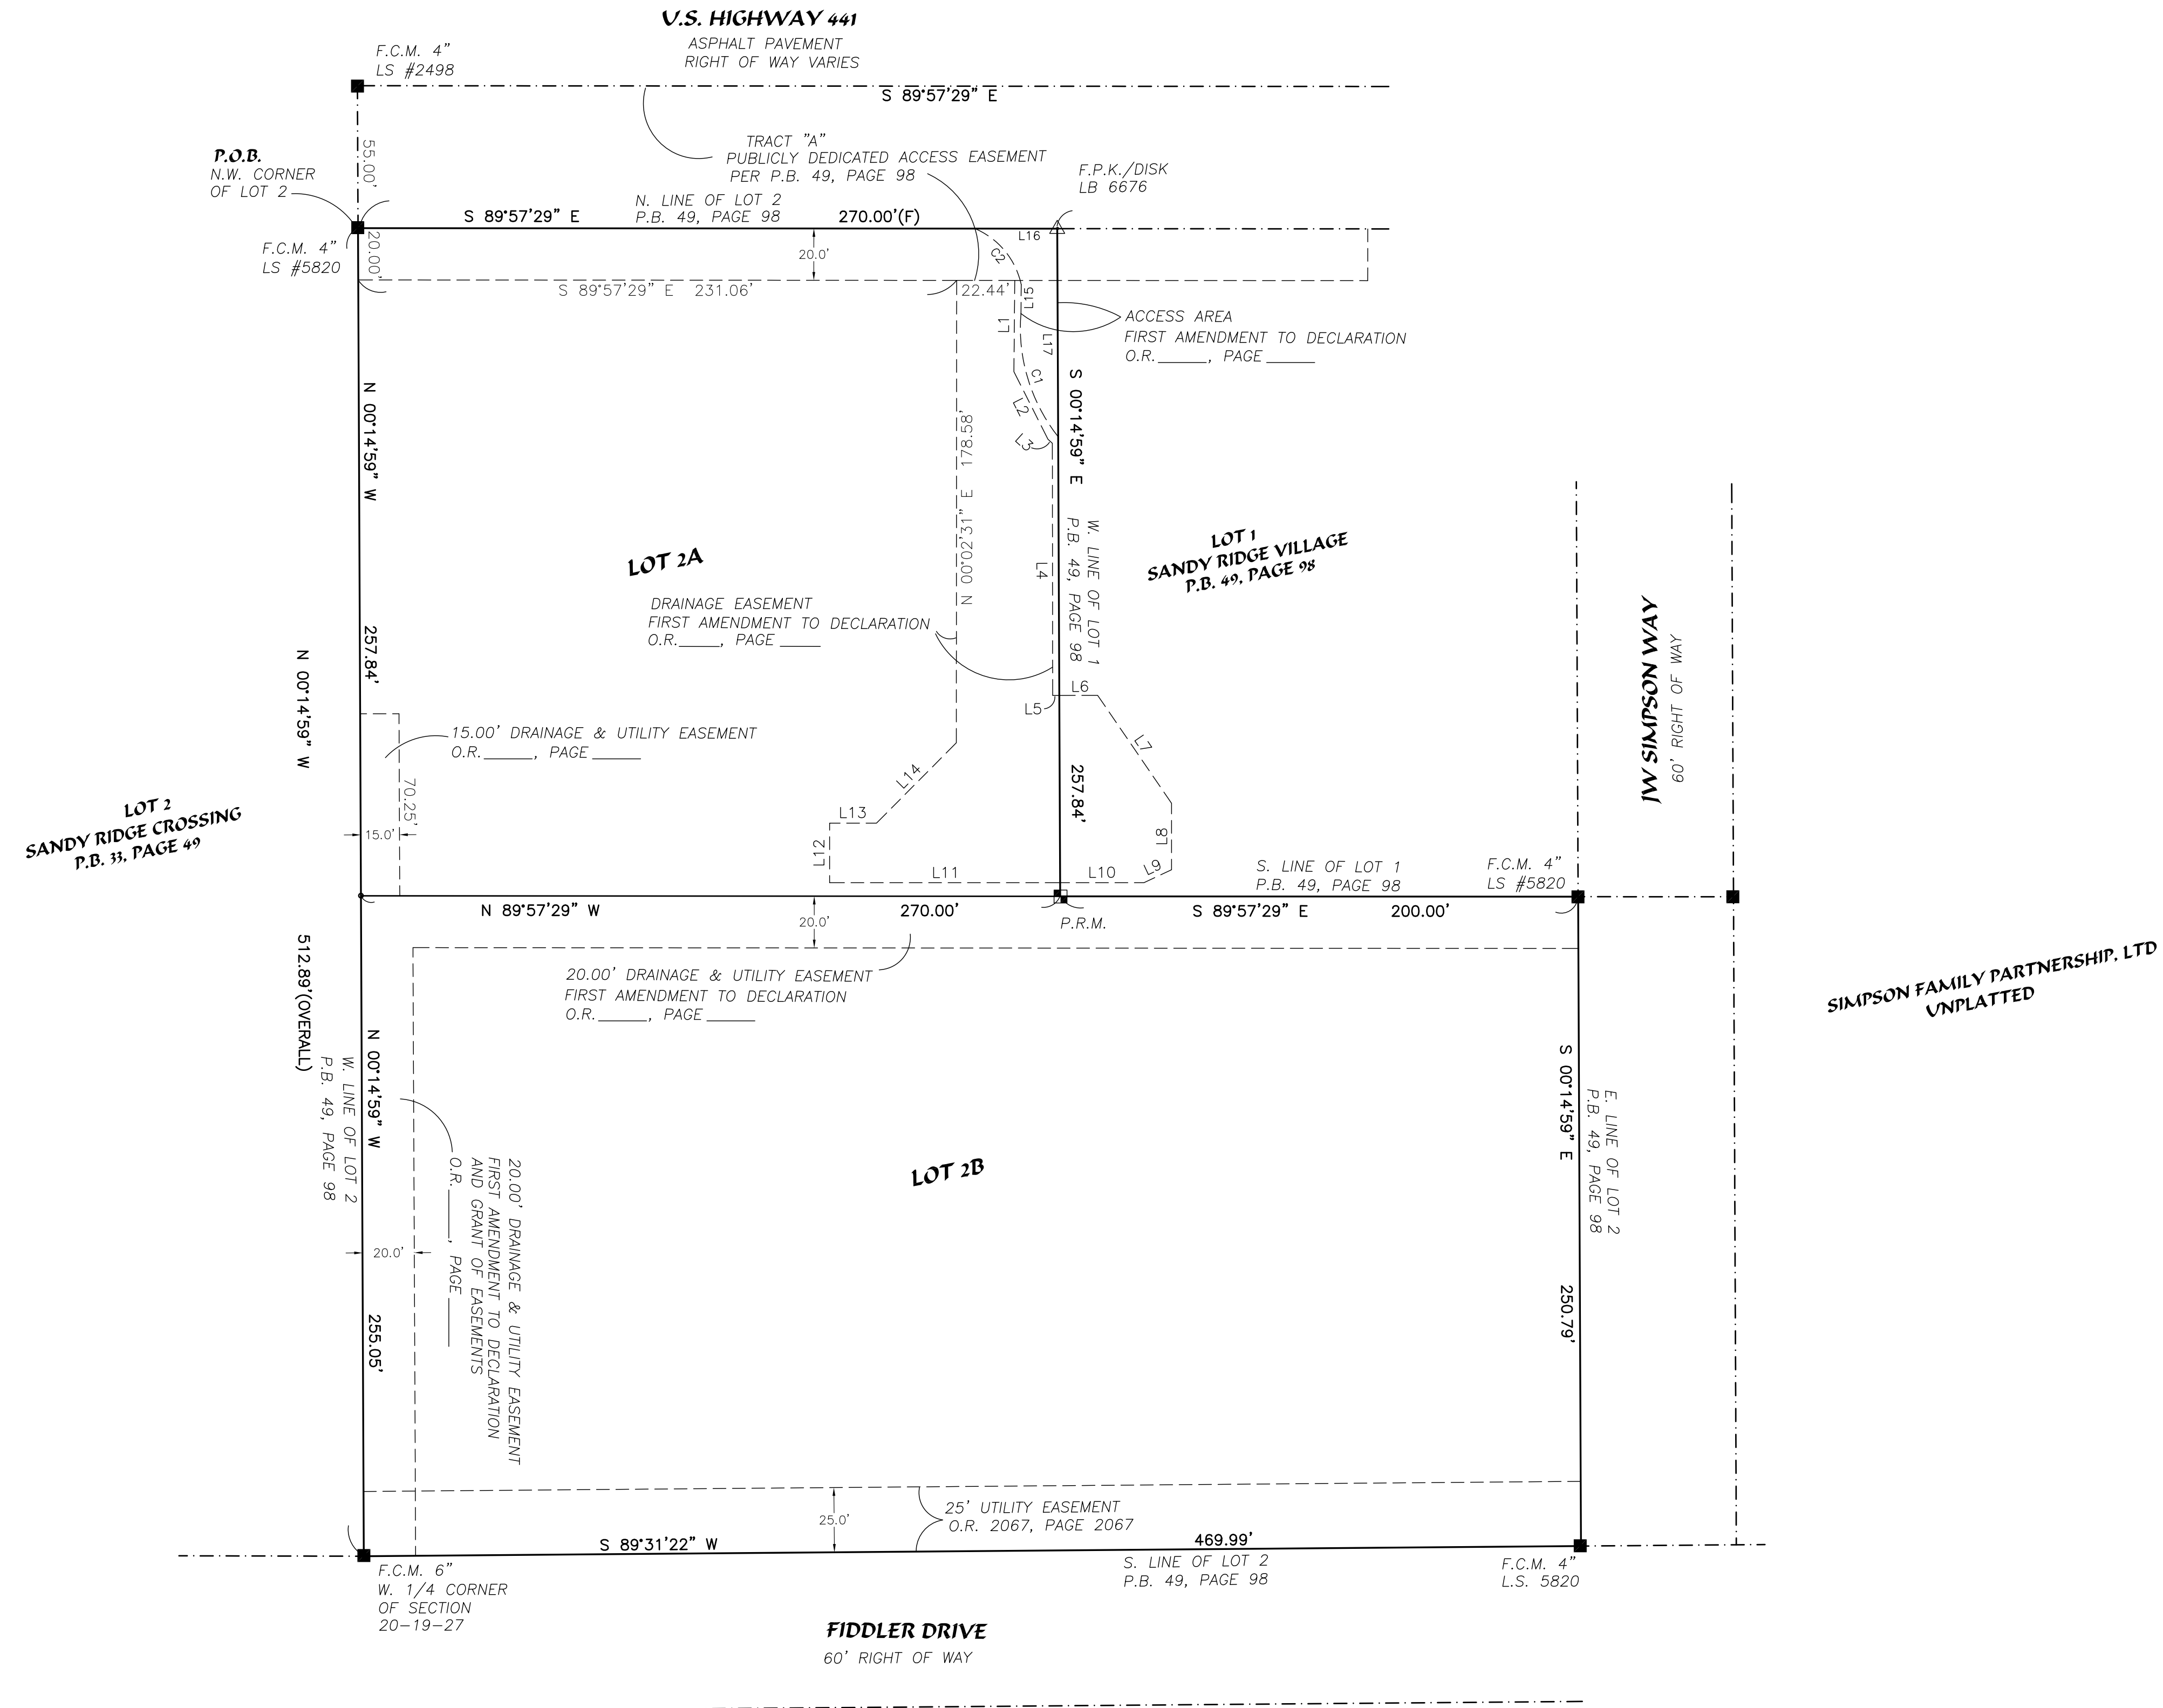 U.S. HIGHWAY 441
ASPHALT PAVEMENT
RIGHT OF WAY VARIES
F.C.M. 4"
LS #2498
S 89°57'29" E
55.00'
TRACT "A"
PUBLICLY DEDICATED ACCESS EASEMENT
PER P.B. 49, PAGE 98
P.O.B.
N.W. CORNER
OF LOT 2
F.P.K./DISK
LB 6676
N. LINE OF LOT 2
P.B. 49, PAGE 98
S 89°57'29" E
270.00'(F)
F.C.M. 4"
LS #5820
20.00'
20.0'
L16
C2
S 89°57'29" E 231.06'
22.44'
L15
L1
L17
C1
L2
L3
ACCESS AREA
FIRST AMENDMENT TO DECLARATION
O.R.______, PAGE ______
N 00°14'59" W
257.84'
N 00°02'31" E 178.58'
S 00°14'59" E
257.84'
W. LINE OF LOT 1
P.B. 49, PAGE 98
LOT 2A
LOT 1
SANDY RIDGE VILLAGE
P.B. 49, PAGE 98
L4
DRAINAGE EASEMENT
FIRST AMENDMENT TO DECLARATION
O.R._____, PAGE _____
JW SIMPSON WAY
60' RIGHT OF WAY
N 00°14'59" W
512.89'(OVERALL)
L6
L5
L7
15.00' DRAINAGE & UTILITY EASEMENT
O.R.______, PAGE ______
70.25'
15.0'
L14
L13
L12
L8
L9
L11
L10
LOT 2
SANDY RIDGE CROSSING
P.B. 33, PAGE 49
S. LINE OF LOT 1
P.B. 49, PAGE 98
F.C.M. 4"
LS #5820
N 89°57'29" W
270.00'
20.0'
P.R.M.
S 89°57'29" E
200.00'
20.00' DRAINAGE & UTILITY EASEMENT
FIRST AMENDMENT TO DECLARATION
O.R.______, PAGE ______
SIMPSON FAMILY PARTNERSHIP, LTD
UNPLATTED
N 00°14'59" W
255.05'
W. LINE OF LOT 2
P.B. 49, PAGE 98
20.00' DRAINAGE & UTILITY EASEMENT
FIRST AMENDMENT TO DECLARATION
AND GRANT OF EASEMENTS
O.R.______, PAGE ______
20.0'
LOT 2B
S 00°14'59" E
250.79'
E. LINE OF LOT 2
P.B. 49, PAGE 98
25' UTILITY EASEMENT
O.R. 2067, PAGE 2067
25.0'
S 89°31'22" W
469.99'
S. LINE OF LOT 2
P.B. 49, PAGE 98
F.C.M. 4"
L.S. 5820
F.C.M. 6"
W. 1/4 CORNER
OF SECTION
20-19-27
FIDDLER DRIVE
60' RIGHT OF WAY